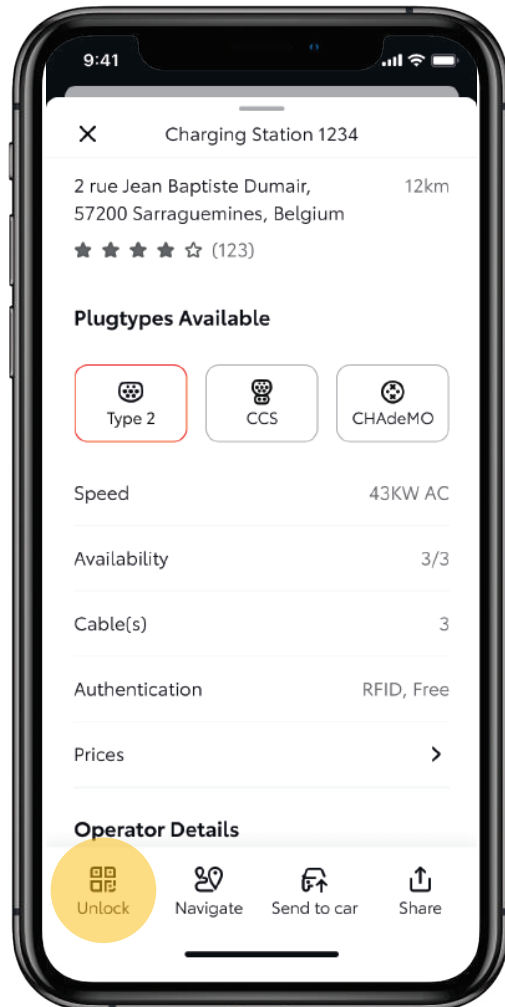 9:41
Charging Station 1234
2 rue Jean Baptiste Dumair, 12km
57200 Sarraguemines, Belgium
(123)
Plugtypes Available
Type 2 CCS CHAdeMO
Speed 43KW AC
Availability 3/3
Cable(s) 3
Authentication RFID, Free
Prices
Operator Details
Unlock Navigate Send to car Share